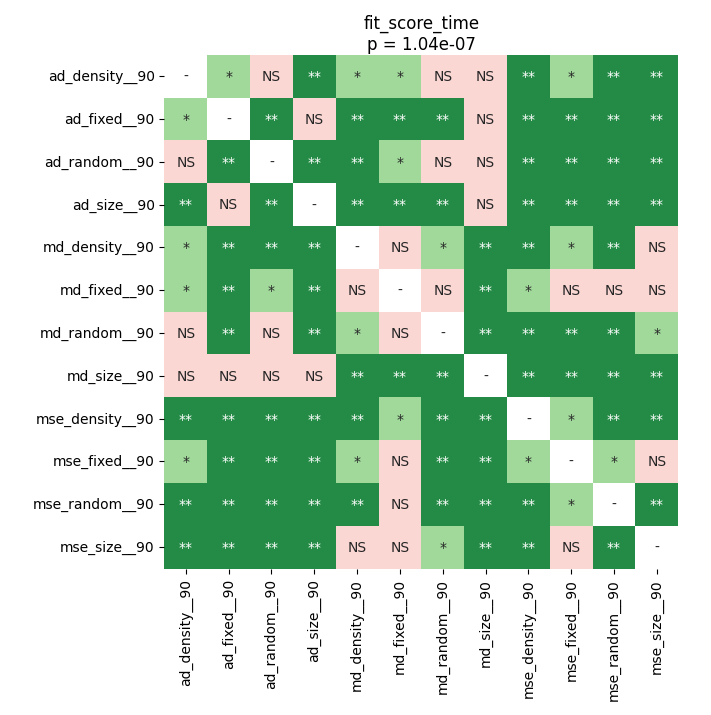 fit_score_time
p = 1.04e-07
ad_density__90 - * NS ** * * NS NS ** * ** **
ad_fixed__90 * - ** NS ** ** ** NS ** ** ** **
ad_random__90 NS ** - ** ** * NS NS ** ** ** **
ad_size__90 ** NS ** - ** ** ** NS ** ** ** **
md_density__90 * ** ** ** - NS * ** ** * ** NS
md_fixed__90 * ** * ** NS - NS ** * NS NS NS
md_random__90 NS ** NS ** * NS - ** ** ** ** *
md_size__90 NS NS NS NS ** ** ** - ** ** ** **
mse_density__90 ** ** ** ** ** * ** ** - * ** **
mse_fixed__90 * ** ** ** * NS ** ** * - * NS
mse_random__90 ** ** ** ** ** NS ** ** ** * - **
mse_size__90 ** ** ** ** NS NS * ** ** NS ** -
ad_density__90
ad_fixed__90
ad_random__90
ad_size__90
md_density__90
md_fixed__90
md_random__90
md_size__90
mse_density__90
mse_fixed__90
mse_random__90
mse_size__90